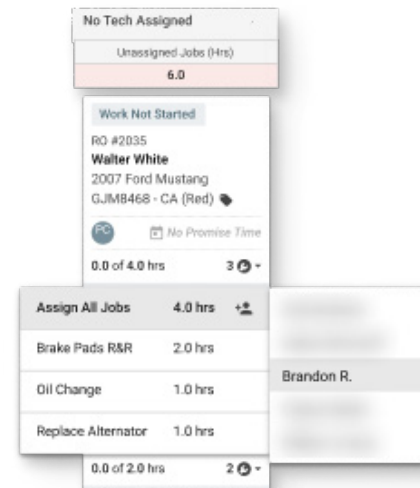 No Tech Assigned
Unassigned Jobs (Hrs)
6.0
Work Not Started
RO #2035
Walter White
2007 Ford Mustang
GJM8468 - CA (Red)
PC No Promise Time
0.0 of 4.0 hrs 3
Assign All Jobs 4.0 hrs
Brake Pads R&R 2.0 hrs
Brandon R.
Oil Change 1.0 hrs
Replace Alternator 1.0 hrs
0.0 of 2.0 hrs 2